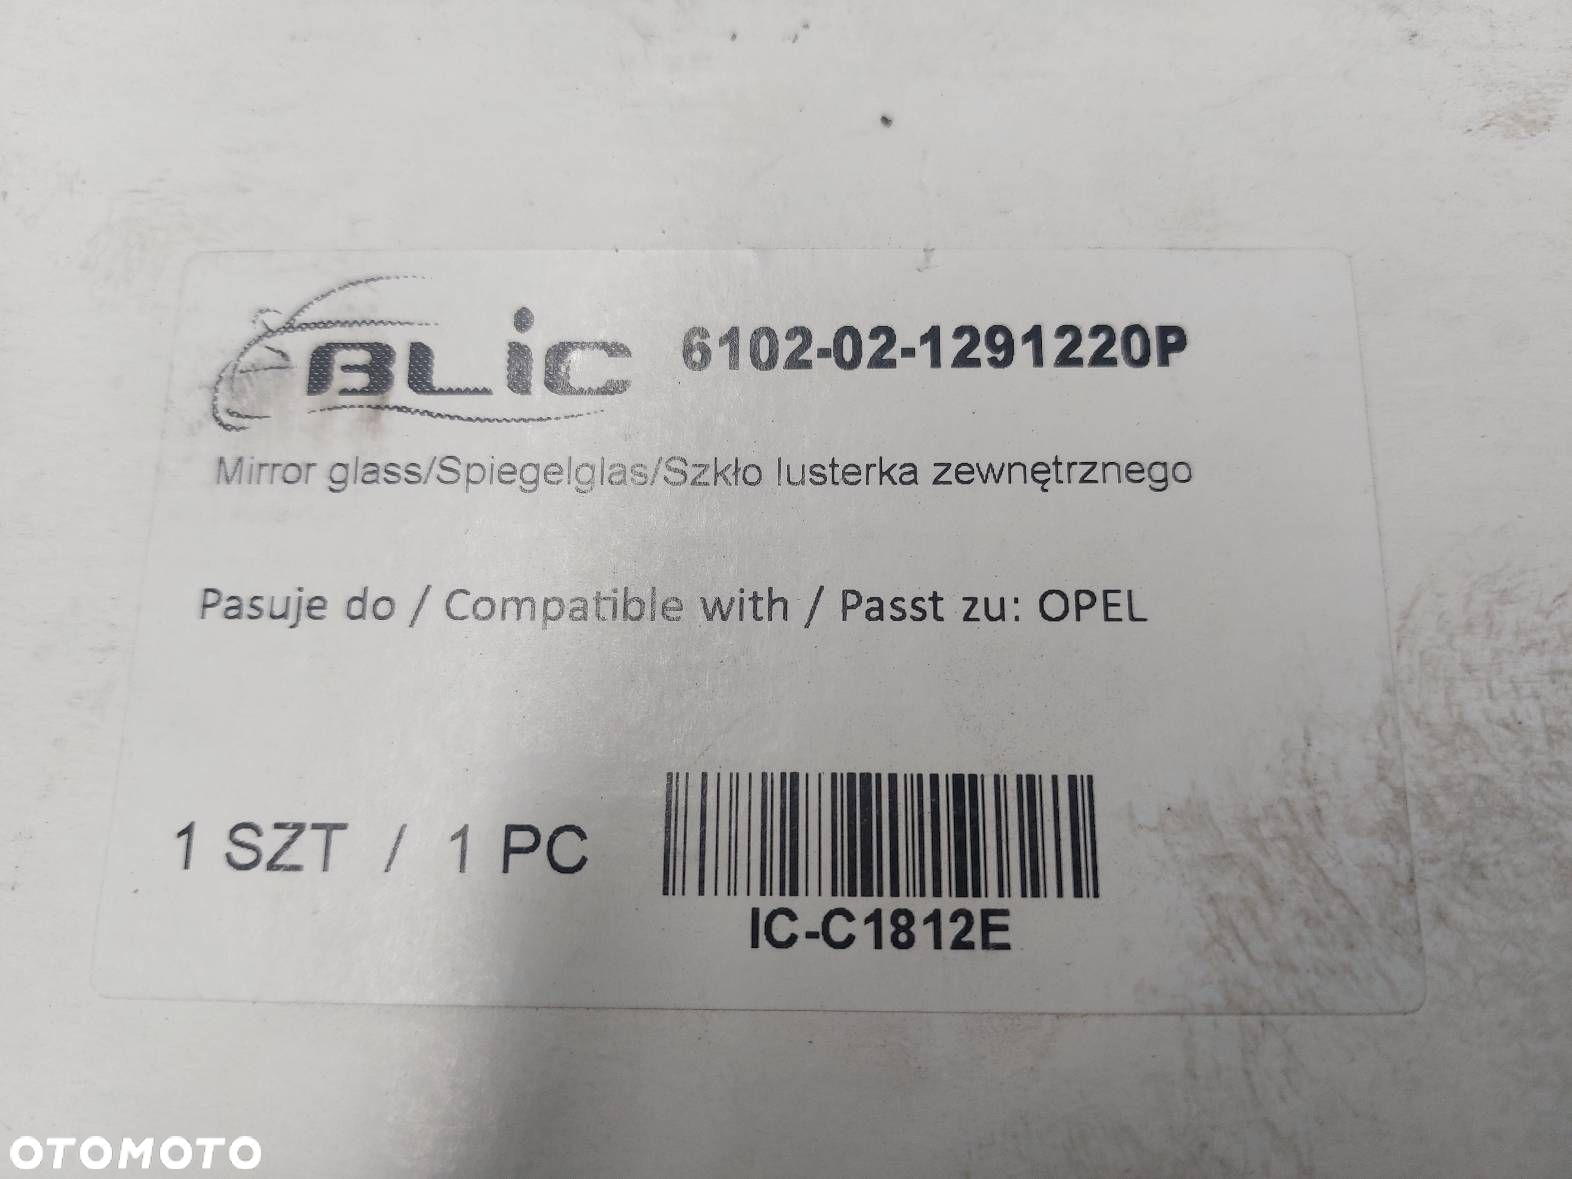 BLIC 6102-02-1291220P
Mirror glass/Spiegelglas/Szkło lusterka zewnętrznego
Pasuje do / Compatible with / Passt zu: OPEL
1 SZT / 1 PC
IC-C1812E
OTOMOTO